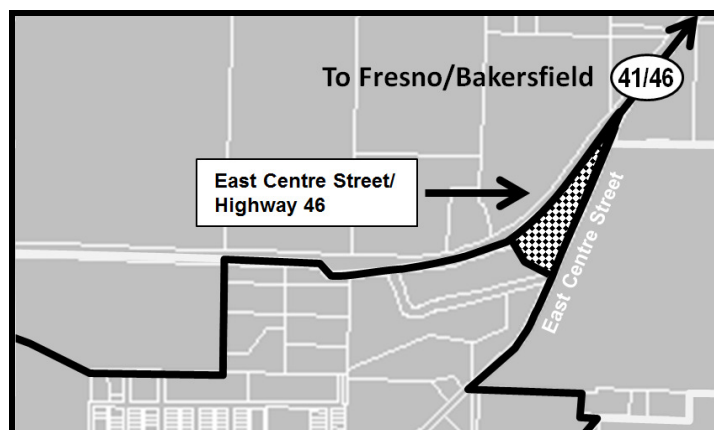 To Fresno/Bakersfield 41/46
East Centre Street/
Highway 46
East Centre Street